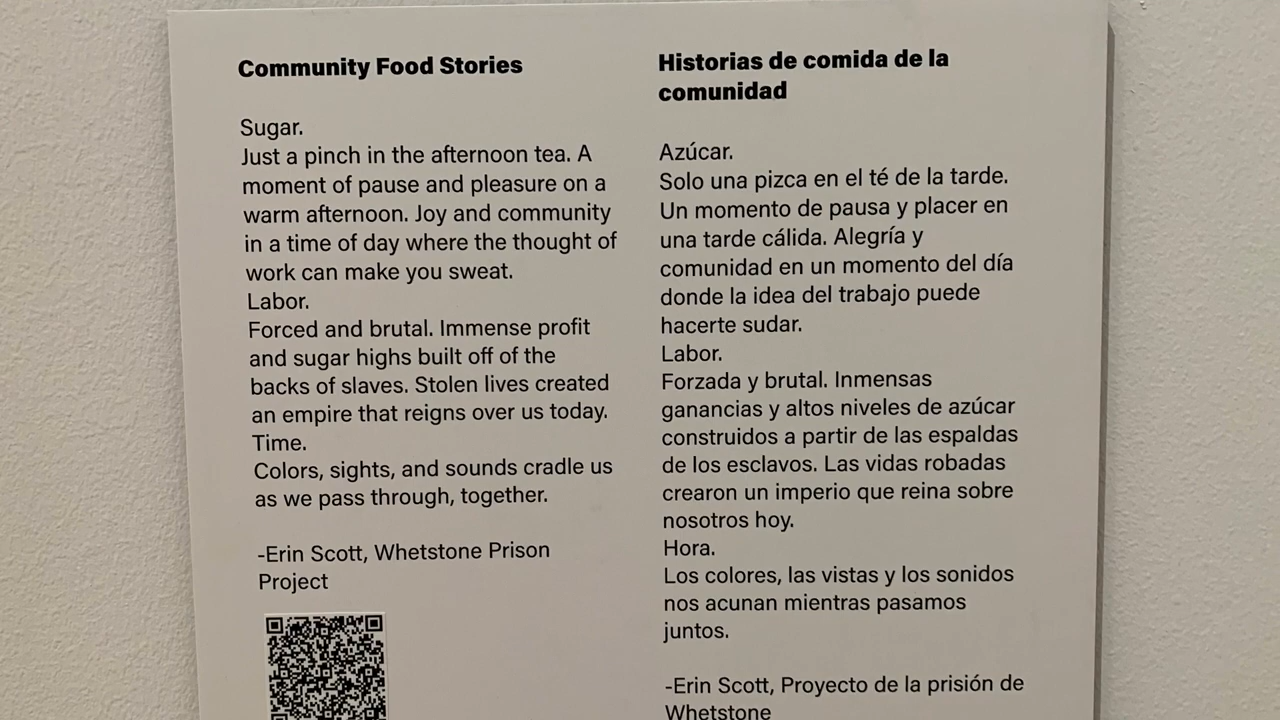 Community Food Stories
Sugar.
Just a pinch in the afternoon tea. A
moment of pause and pleasure on a
warm afternoon. Joy and community
in a time of day where the thought of
work can make you sweat.
Labor.
Forced and brutal. Immense profit
and sugar highs built off of the
backs of slaves. Stolen lives created
an empire that reigns over us today.
Time.
Colors, sights, and sounds cradle us
as we pass through, together.
-Erin Scott, Whetstone Prison
Project
Historias de comida de la
comunidad
Azúcar.
Solo una pizca en el té de la tarde.
Un momento de pausa y placer en
una tarde cálida. Alegría y
comunidad en un momento del día
donde la idea del trabajo puede
hacerte sudar.
Labor.
Forzada y brutal. Inmensas
ganancias y altos niveles de azúcar
construidos a partir de las espaldas
de los esclavos. Las vidas robadas
crearon un imperio que reina sobre
nosotros hoy.
Hora.
Los colores, las vistas y los sonidos
nos acunan mientras pasamos
juntos.
-Erin Scott, Proyecto de la prisión de
Whetstone